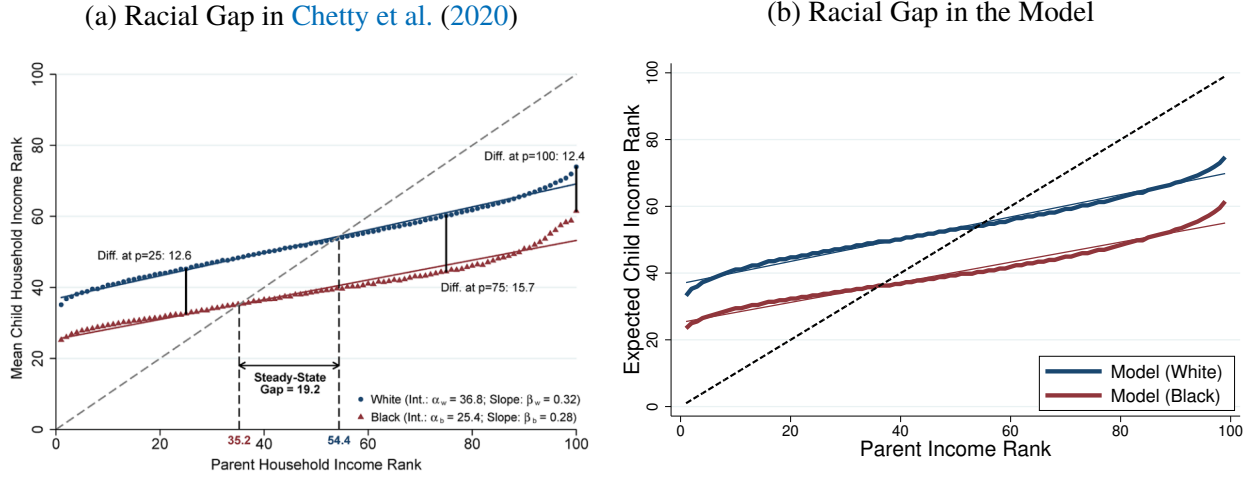 (a) Racial Gap in Chetty et al. (2020)
100
80
60
40
20
0
Mean Child Household Income Rank
Diff. at p=100: 12.4
Diff. at p=25: 12.6
Diff. at p=75: 15.7
Steady-State
Gap = 19.2
White (Int.: αw = 36.8; Slope: βw = 0.32)
Black (Int.: αb = 25.4; Slope: βb = 0.28)
0 20 35.2 40 54.4 60 80 100
Parent Household Income Rank
(b) Racial Gap in the Model
100
80
60
40
20
0
Expected Child Income Rank
Model (White)
Model (Black)
0 20 40 60 80 100
Parent Income Rank